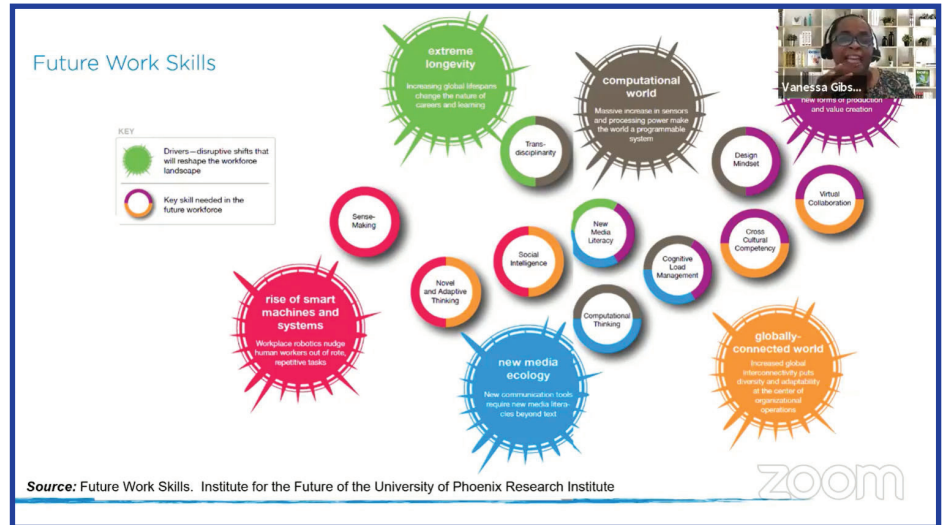 Future Work Skills
KEY
Drivers—disruptive shifts that
will reshape the workforce
landscape
Key skill needed in the
future workforce
extreme
longevity
Increasing global lifespans
change the nature of
careers and learning
computational
world
Massive increase in sensors
and processing power make
the world a programmable
system
Vanessa Gibs...
new forms of production
and value creation
Trans-
disciplinarity
Design
Mindset
Virtual
Collaboration
Sense-
Making
New
Media
Literacy
Cross
Cultural
Competency
Social
Intelligence
Cognitive
Load
Management
Novel
and Adaptive
Thinking
Computational
Thinking
rise of smart
machines and
systems
Workplace robotics nudge
human workers out of rote,
repetitive tasks
new media
ecology
New communication tools
require new media litera-
cies beyond text
globally-
connected world
Increased global
interconnectivity puts
diversity and adaptability
at the center of
organizational
operations
Source: Future Work Skills. Institute for the Future of the University of Phoenix Research Institute
zoom